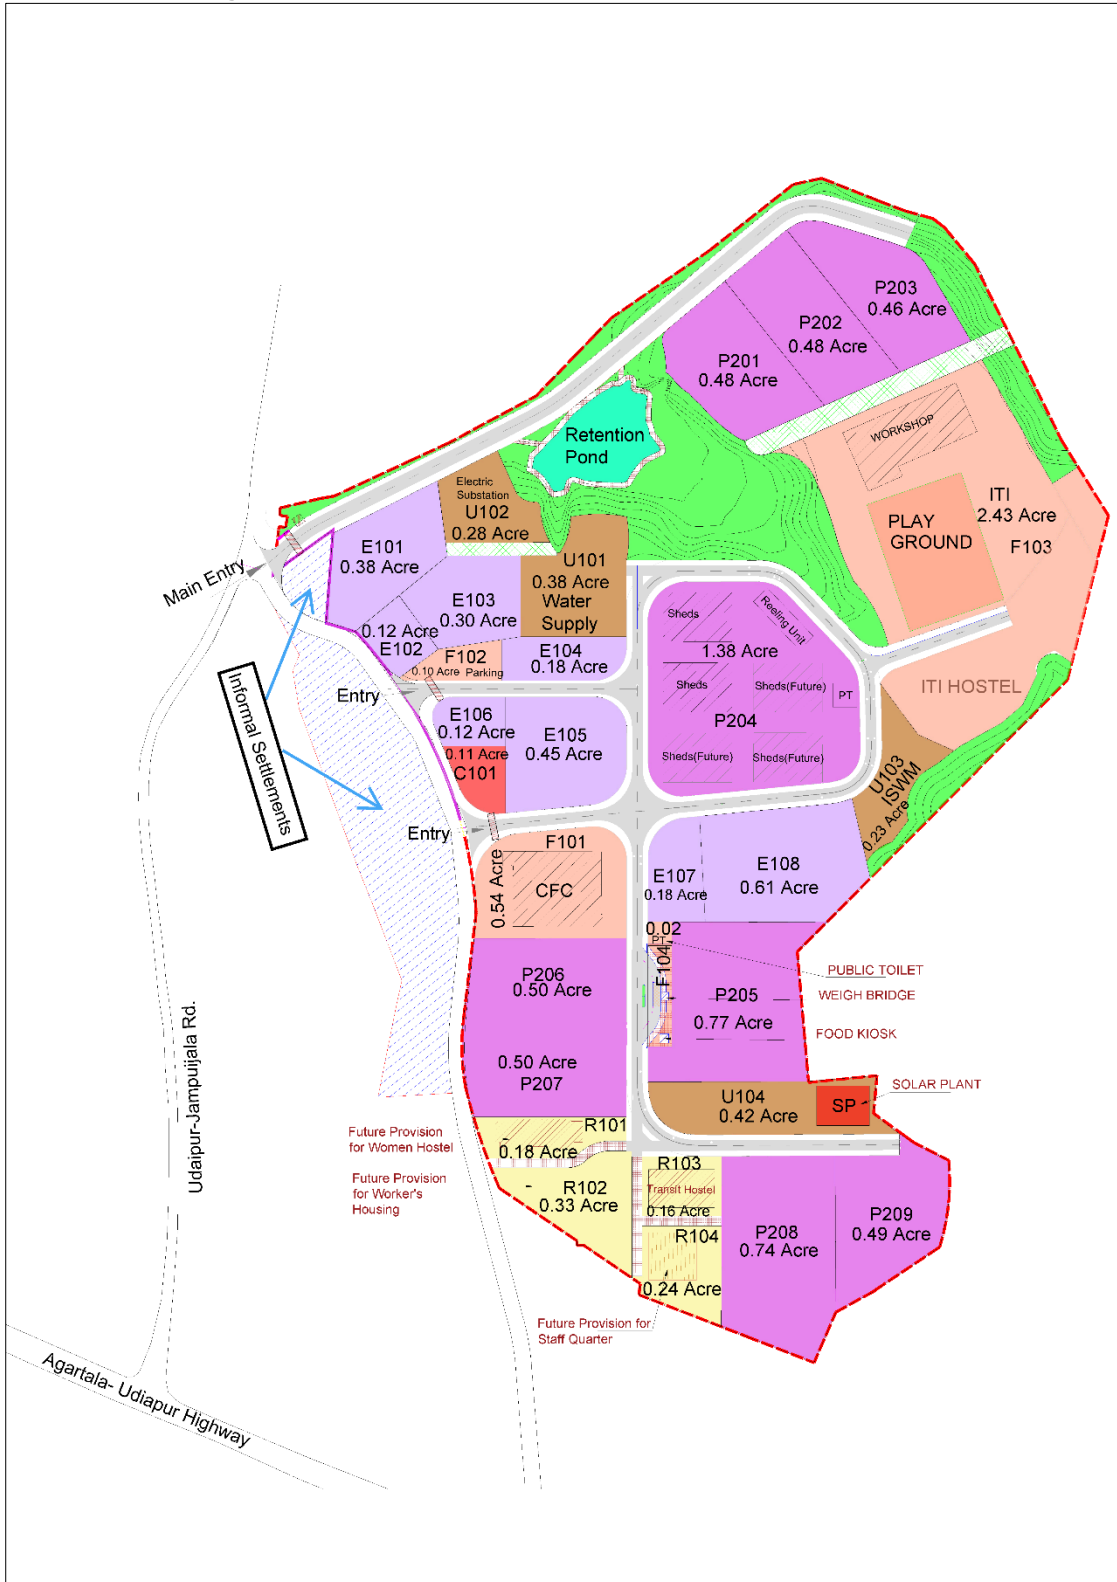 P203
0.46 Acre
P202
0.48 Acre
P201
0.48 Acre
WORKSHOP
Retention
Pond
ITI
2.43 Acre
F103
PLAY
GROUND
Electric
Substation
U102
0.28 Acre
E101
0.38 Acre
Main Entry
U101
0.38 Acre
Water
Supply
E103
0.30 Acre
0.12 Acre
E102
F102
0.10 Acre Parking
E104
0.18 Acre
Sheds
Reeling Unit
1.38 Acre
Sheds
Sheds(Future)
PT
P204
Sheds(Future)
Sheds(Future)
ITI HOSTEL
Informal Settlements
Entry
E106
0.12 Acre
E105
0.45 Acre
0.11 Acre
C101
U103
ISWM
0.23 Acre
Entry
F101
0.54 Acre
CFC
E107
0.18 Acre
E108
0.61 Acre
0.02
PT
F104
P206
0.50 Acre
P205
0.77 Acre
PUBLIC TOILET
WEIGH BRIDGE
FOOD KIOSK
0.50 Acre
P207
SOLAR PLANT
U104
0.42 Acre
SP
Udaipur-Jampuijala Rd.
Future Provision
for Women Hostel
R101
0.18 Acre
Future Provision
for Worker's
Housing
R102
0.33 Acre
R103
Transit Hostel
0.16 Acre
R104
0.24 Acre
P208
0.74 Acre
P209
0.49 Acre
Future Provision for
Staff Quarter
Agartala- Udiapur Highway